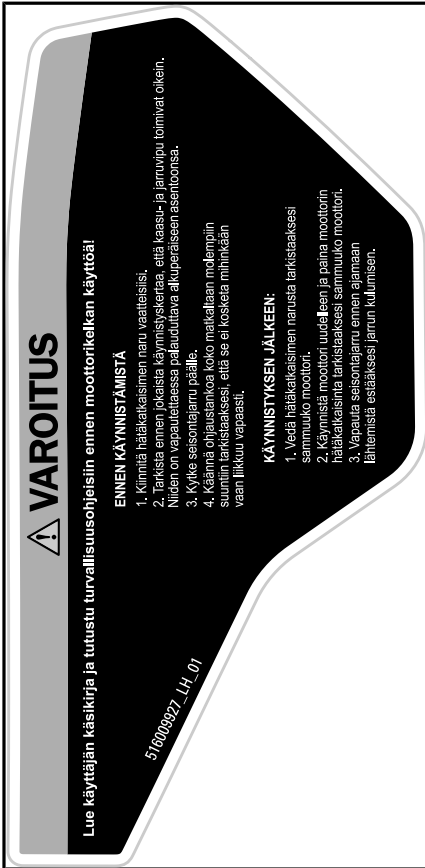 ⚠ VAROITUS
Lue käyttäjän käsikirja ja tutustu turvallisuusohjeisiin ennen moottorikelkan käyttöä!
ENNEN KÄYNNISTÄMISTÄ
1. Kiinnitä hätäkatkaisimen naru vaatteisiisi.
2. Tarkista ennen jokaista käynnistyskertaa, että kaasu- ja jarruvipu toimivat oikein.
Niiden on vapautettaessa palauduttava alkuperäiseen asentoonsa.
3. Kytke seisontajarru päälle.
4. Käännä ohjaustankoa koko matkaltaan molempiin
suuntiin tarkistaaksesi, että se ei kosketa mihinkään
vaan liikkuu vapaasti.
KÄYNNISTYKSEN JÄLKEEN:
1. Vedä hätäkatkaisimen narusta tarkistaaksesi
sammuuko moottori.
2. Käynnistä moottori uudelleen ja paina moottorin
hätäkatkaisinta tarkistaaksesi sammuuko moottori.
3. Vapauta seisontajarru ennen ajamaan
lähtemistä estääksesi jarrun kulumisen.
516009927_LH_01